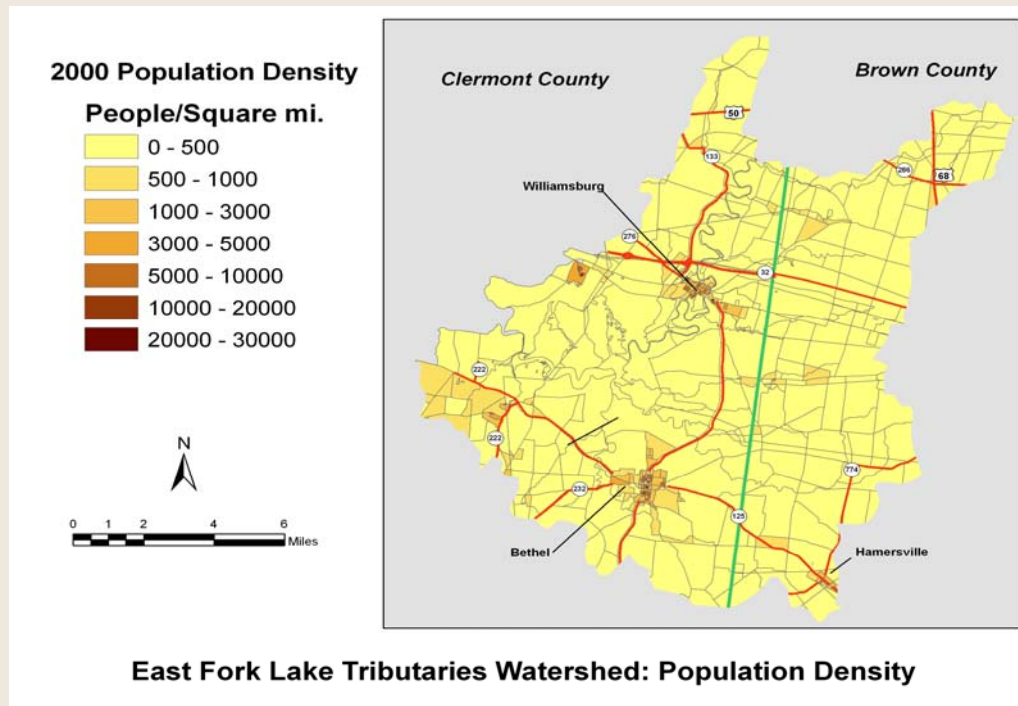 2000 Population Density
People/Square mi.
0 - 500
500 - 1000
1000 - 3000
3000 - 5000
5000 - 10000
10000 - 20000
20000 - 30000
N
0 1 2 4 6
Miles
Clermont County
Brown County
50
133
286
68
Williamsburg
276
32
222
222
774
232
125
Bethel
Hamersville
East Fork Lake Tributaries Watershed: Population Density